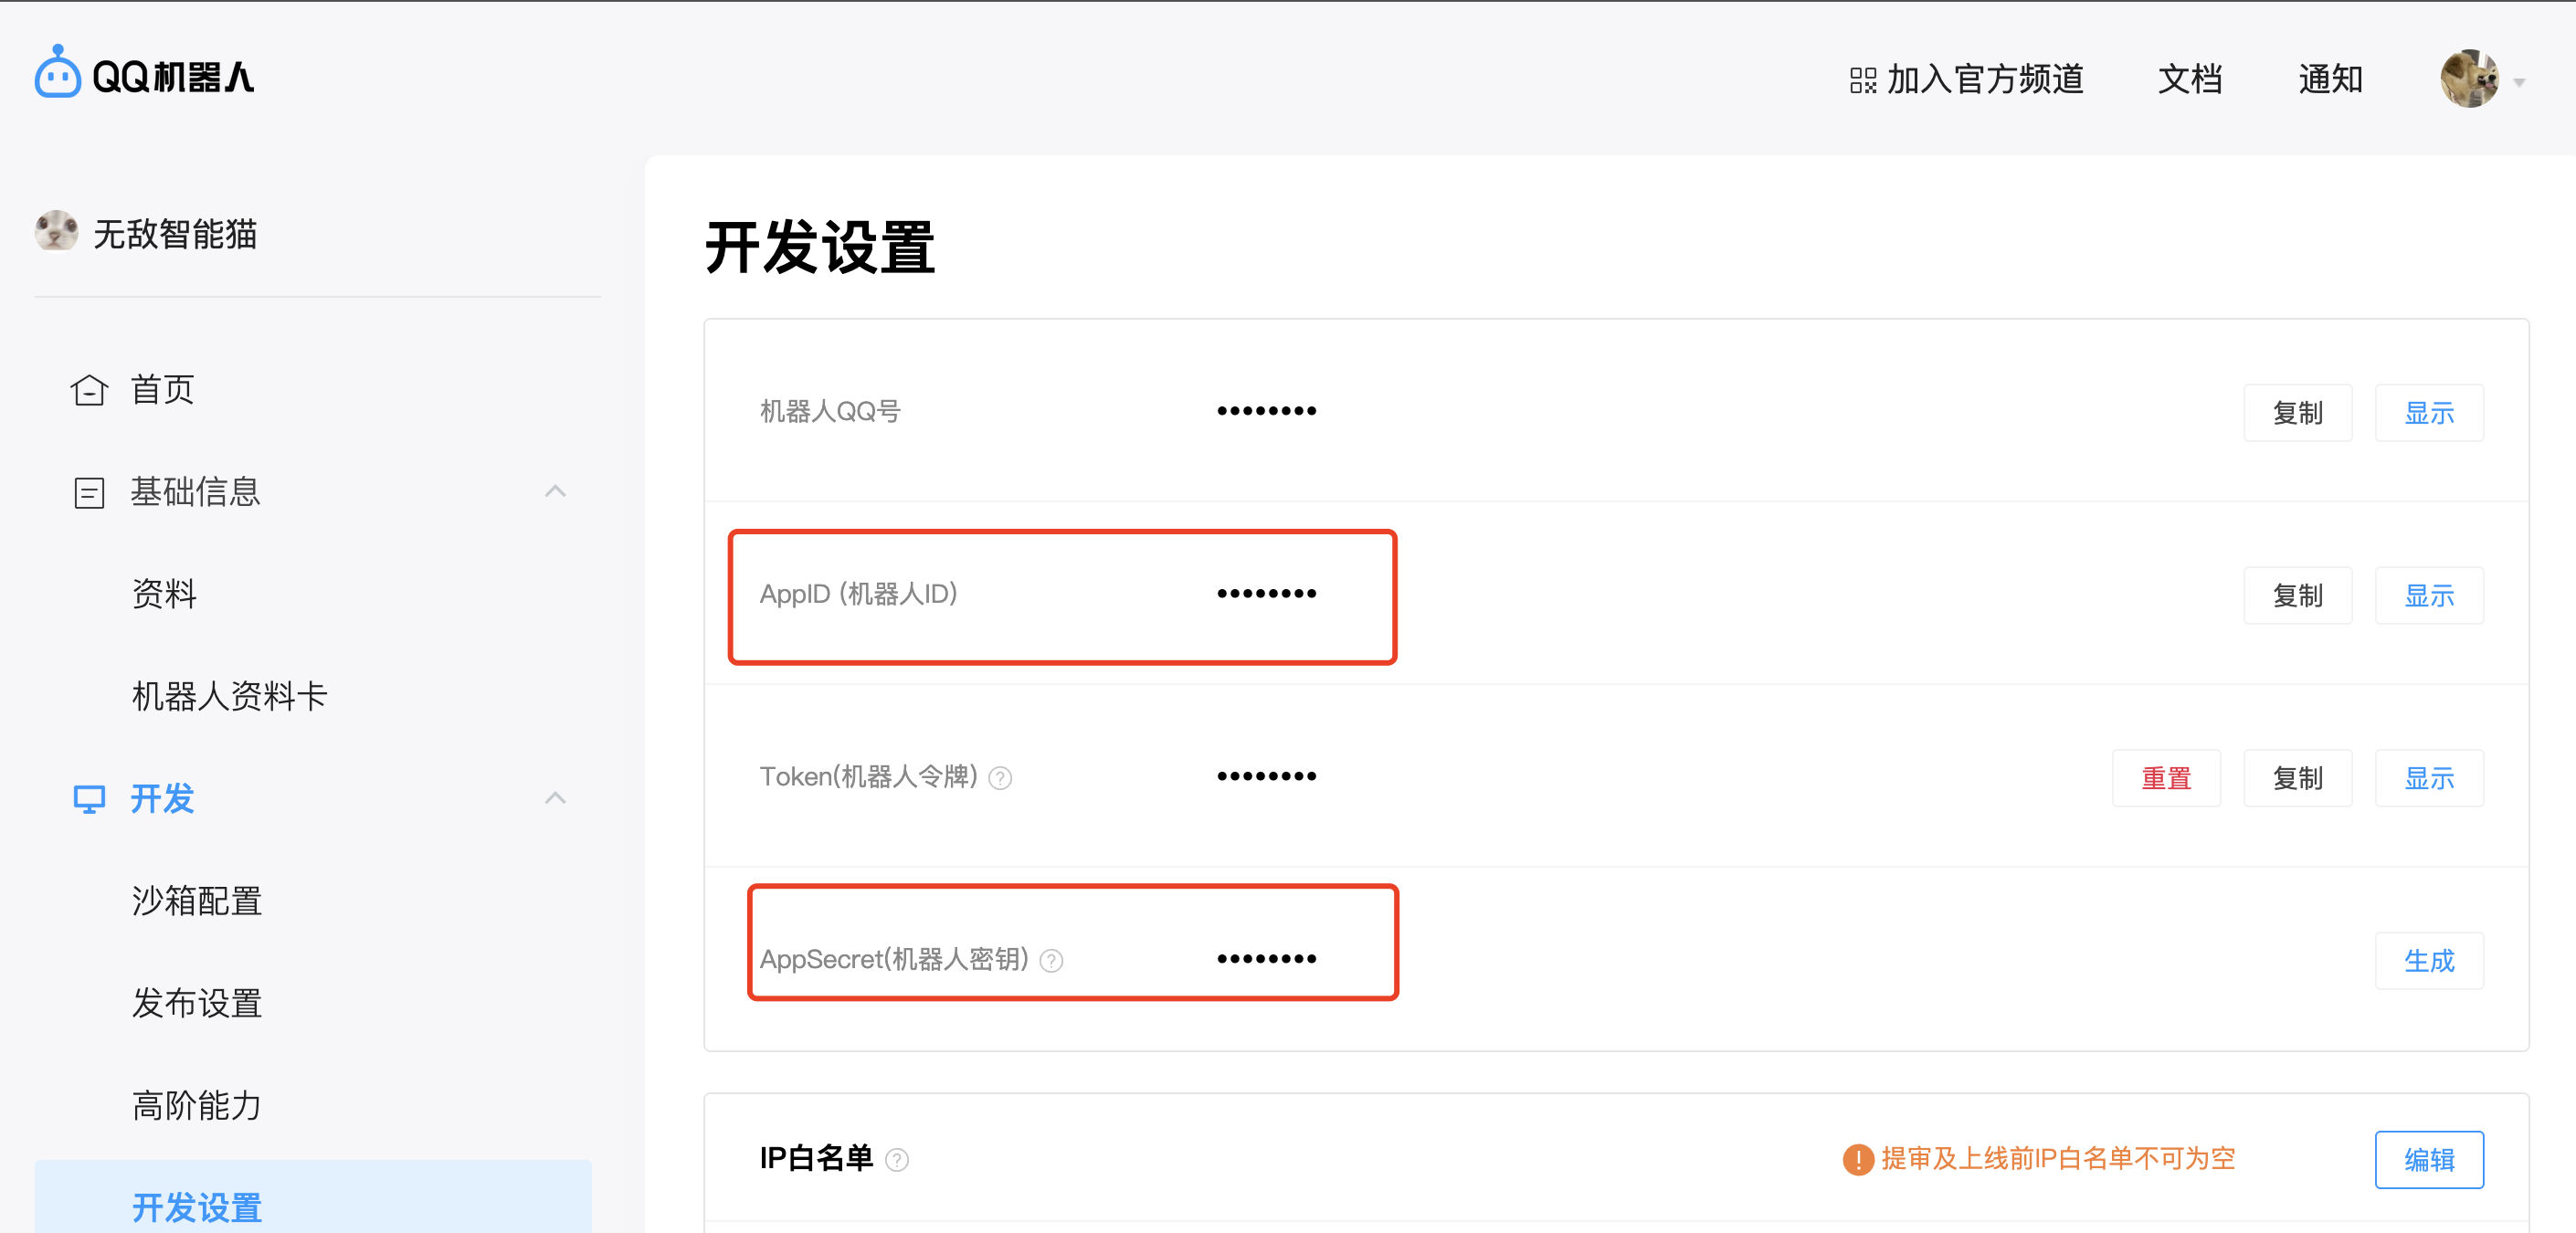 QQ机器人
加入官方频道 文档 通知
无敌智能猫
首页
基础信息
资料
机器人资料卡
开发
沙箱配置
发布设置
高阶能力
开发设置
开发设置
机器人QQ号 •••••••• 复制 显示
AppID (机器人ID) •••••••• 复制 显示
Token(机器人令牌) ? •••••••• 重置 复制 显示
AppSecret(机器人密钥) ? •••••••• 生成
IP白名单 ? ! 提审及上线前IP白名单不可为空 编辑